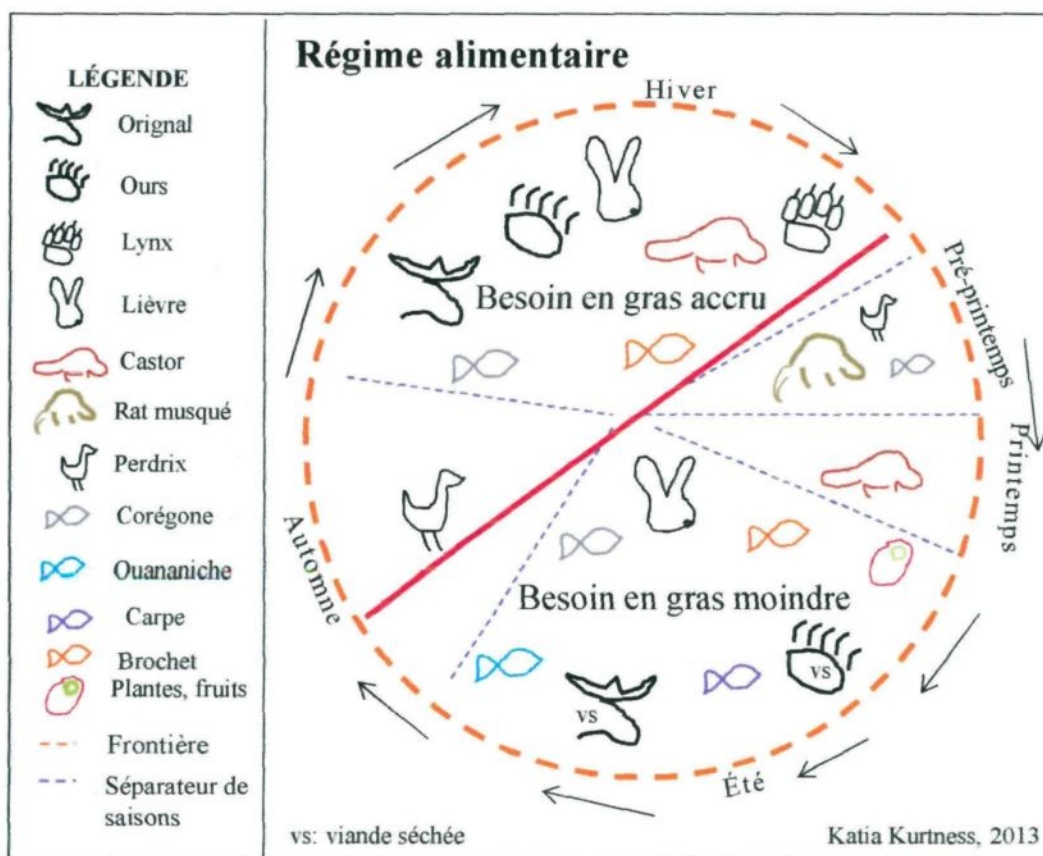 LÉGENDE
Orignal
Ours
Lynx
Lièvre
Castor
Rat musqué
Perdrix
Corégone
Ouananiche
Carpe
Brochet
Plantes, fruits
Frontière
Séparateur de
saisons
Régime alimentaire
Hiver
Pré-printemps
Printemps
Été
Automne
Besoin en gras accru
Besoin en gras moindre
vs
vs
vs: viande séchée
Katia Kurtness, 2013